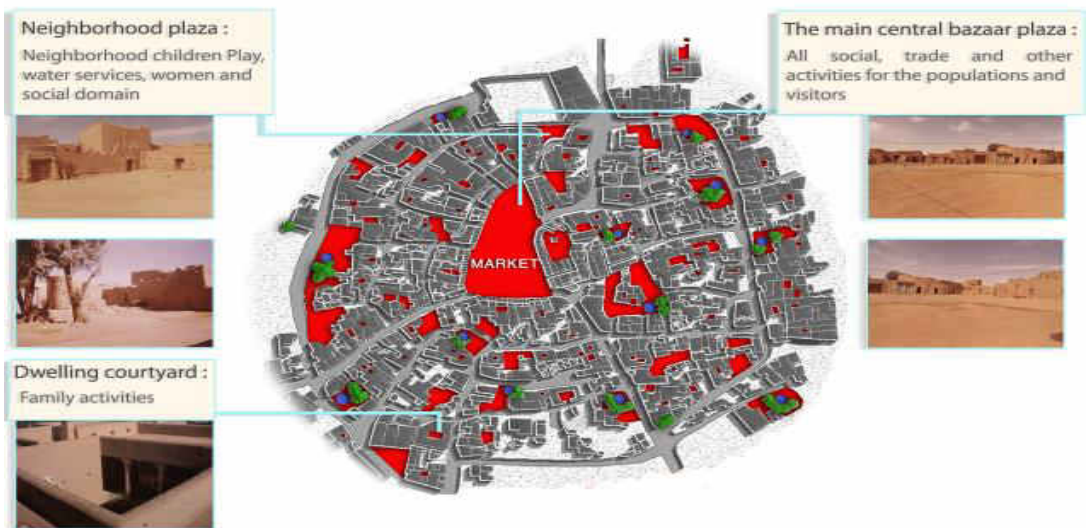 Neighborhood plaza :
Neighborhood children Play,
water services, women and
social domain
The main central bazaar plaza :
All social, trade and other
activities for the populations and
visitors
MARKET
Dwelling courtyard :
Family activities